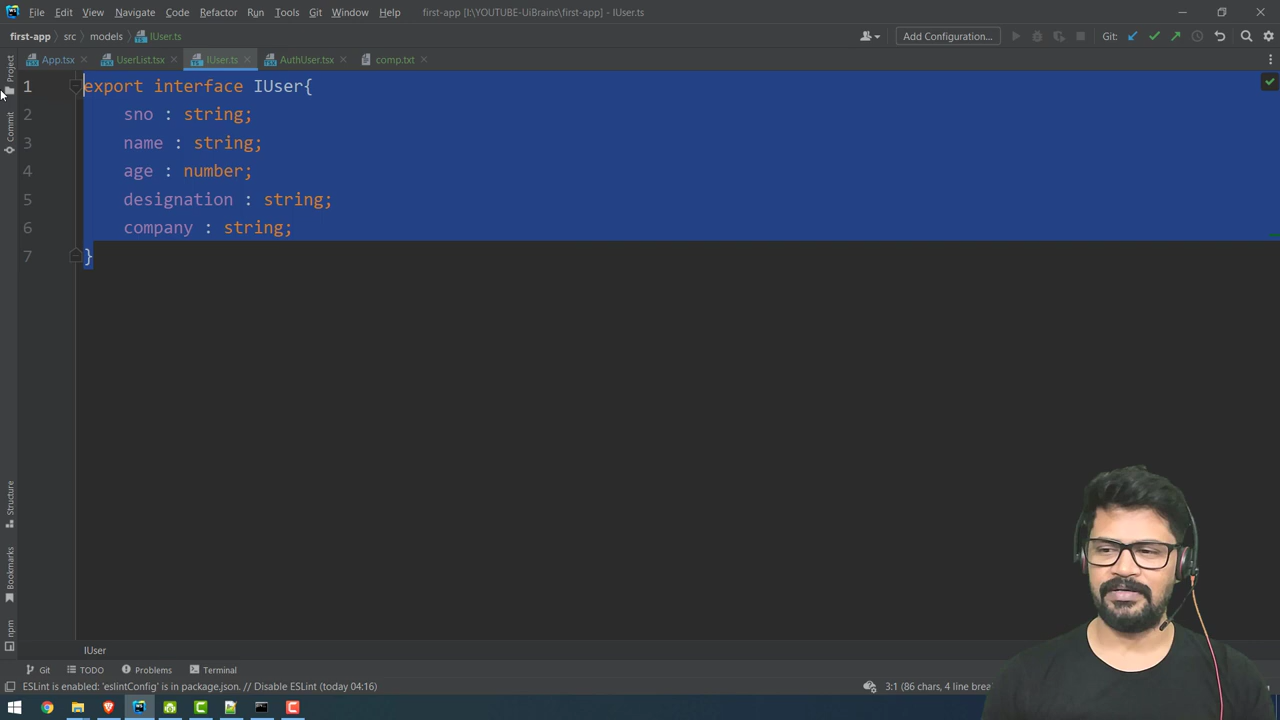 File Edit View Navigate Code Refactor Run Tools Git Window Help first-app [I:\YOUTUBE-UiBrains\first-app] - IUser.ts
first-app src models IUser.ts Add Configuration... Git:
App.tsx UserList.tsx IUser.ts AuthUser.tsx comp.txt
Project
Commit
Structure
Bookmarks
npm
1 export interface IUser{
2 sno : string;
3 name : string;
4 age : number;
5 designation : string;
6 company : string;
7 }
IUser
Git TODO Problems Terminal
ESLint is enabled: 'eslintConfig' is in package.json. // Disable ESLint (today 04:16) 3:1 (86 chars, 4 line